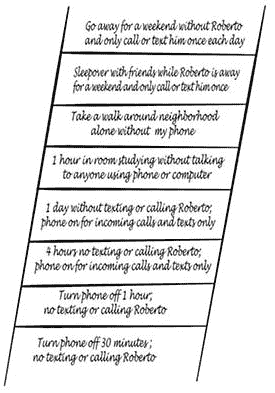 Go away for a weekend without Roberto
and only call or text him once each day
Sleepover with friends while Roberto is away
for a weekend and only call or text him once
Take a walk around neighborhood
alone without my phone
1 hour in room studying without talking
to anyone using phone or computer
1 day without texting or calling Roberto;
phone on for incoming calls and texts only
4 hours no texting or calling Roberto;
phone on for incoming calls and texts only
Turn phone off 1 hour;
no texting or calling Roberto
Turn phone off 30 minutes;
no texting or calling Roberto